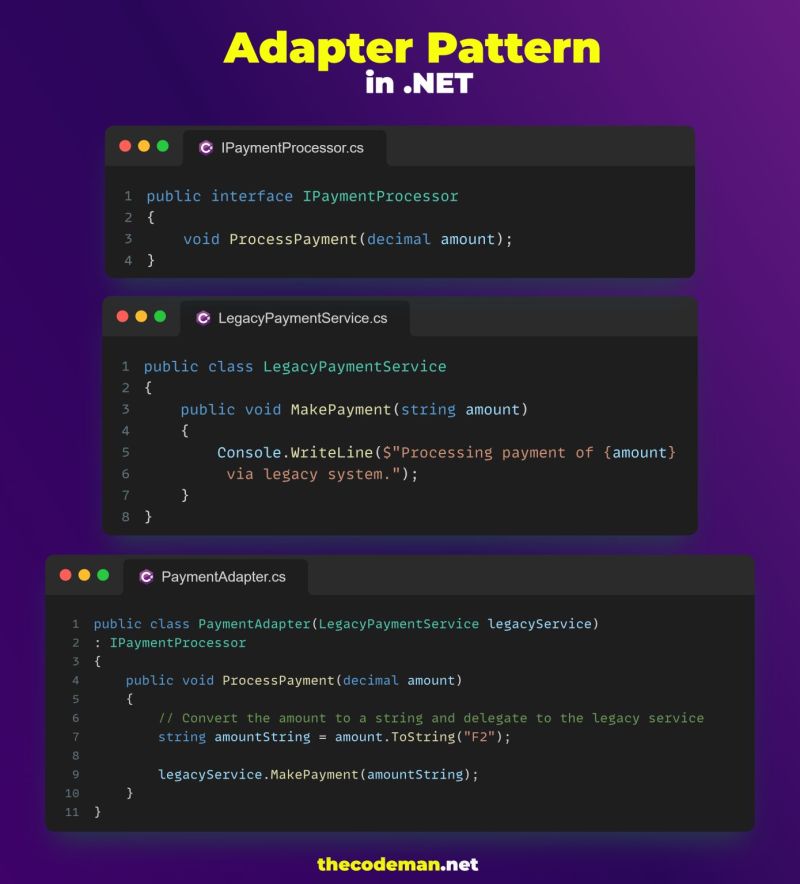 Adapter Pattern
in .NET
IPaymentProcessor.cs
1 public interface IPaymentProcessor
2 {
3     void ProcessPayment(decimal amount);
4 }
LegacyPaymentService.cs
1 public class LegacyPaymentService
2 {
3     public void MakePayment(string amount)
4     {
5         Console.WriteLine($"Processing payment of {amount}
6          via legacy system.");
7     }
8 }
PaymentAdapter.cs
1 public class PaymentAdapter(LegacyPaymentService legacyService)
2 : IPaymentProcessor
3 {
4     public void ProcessPayment(decimal amount)
5     {
6         // Convert the amount to a string and delegate to the legacy service
7         string amountString = amount.ToString("F2");
8
9         legacyService.MakePayment(amountString);
10     }
11 }
thecodeman.net